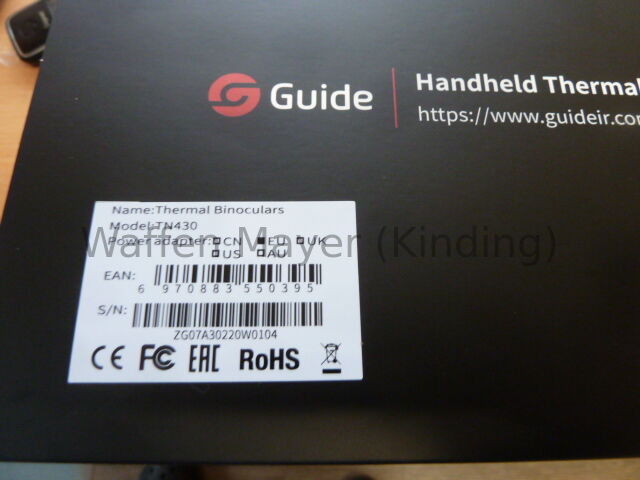 Guide
Handheld Thermal
https://www.guideir.com
Name:Thermal Binoculars
Model:TN430
Power adapter: CN EU UK
US AU
EAN:
6 970883 550395
S/N:
ZG07A30220W0104
CE FC EAC RoHS
Waffen Mayer (Kinding)